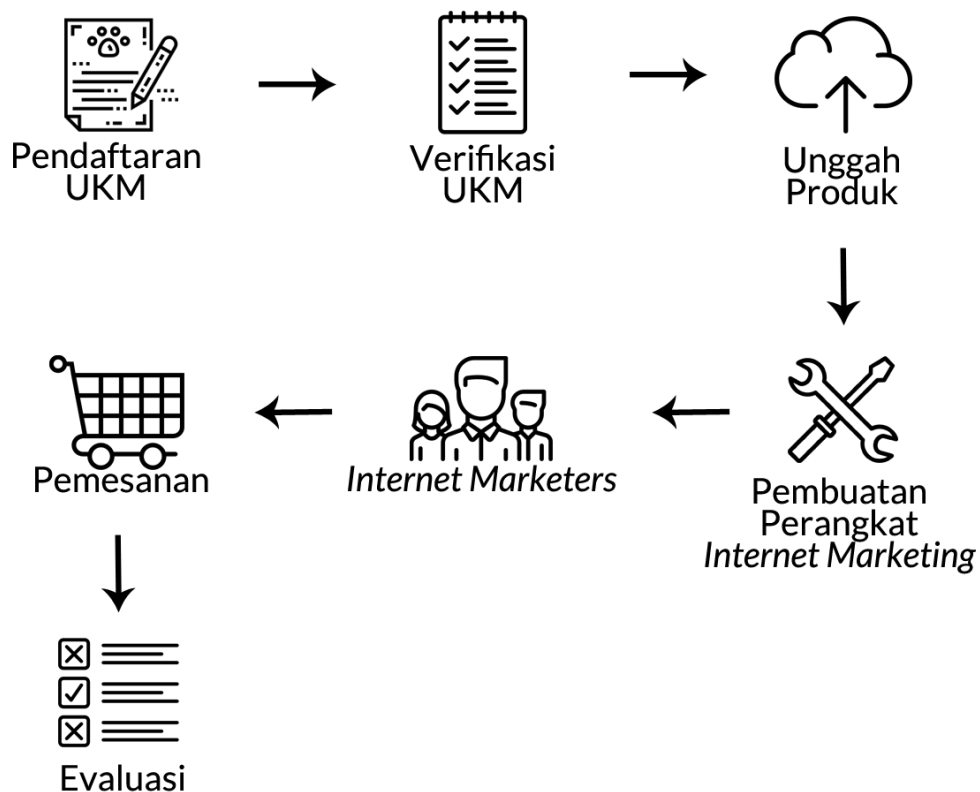 Pendaftaran
UKM
Verifikasi
UKM
Unggah
Produk
Pembuatan
Perangkat
Internet Marketing
Internet Marketers
Pemesanan
Evaluasi